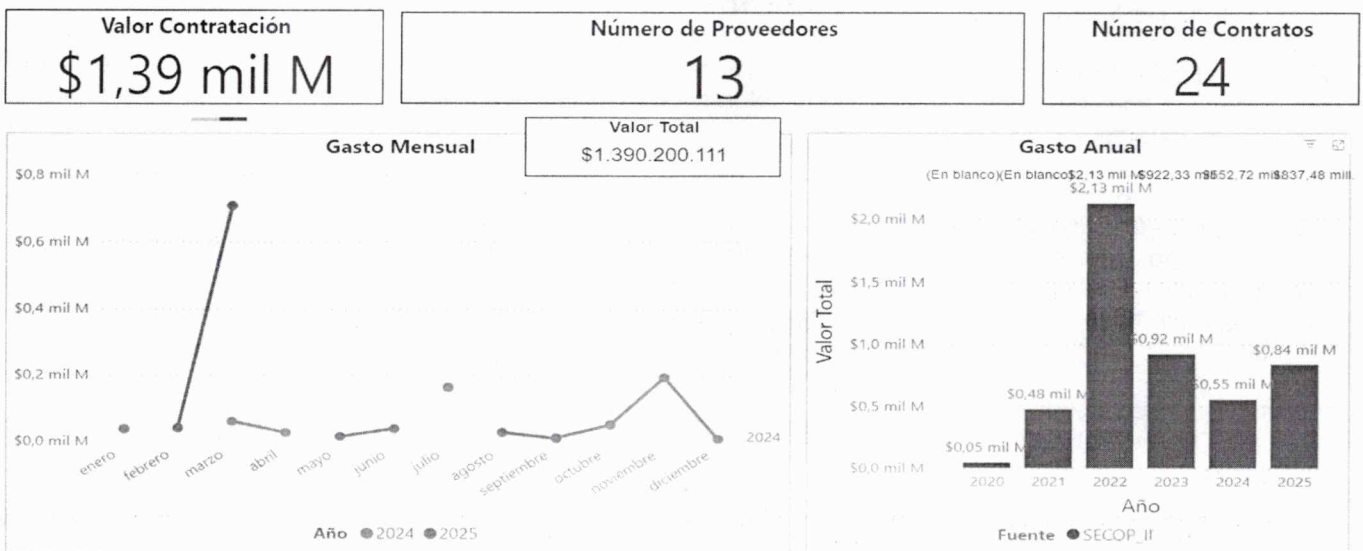 Valor Contratación
$1,39 mil M
Número de Proveedores
13
Número de Contratos
24
Gasto Mensual
Valor Total
$1.390.200.111
$0,8 mil M
$0,6 mil M
$0,4 mil M
$0,2 mil M
$0,0 mil M
2024
enero
febrero
marzo
abril
mayo
junio
julio
agosto
septiembre
octubre
noviembre
diciembre
Año 2024 2025
Gasto Anual
(En blanco) (En blanco) $2,13 mil M $922,33 mil $552,72 mi $837,48 mill.
$2,13 mil M
$2,0 mil M
$1,5 mil M
$1,0 mil M
$0,5 mil M
$0,0 mil M
Valor Total
$0,05 mil M
$0,48 mil M
$0,92 mil M
$0,55 mil M
$0,84 mil M
2020 2021 2022 2023 2024 2025
Año
Fuente SECOP_II